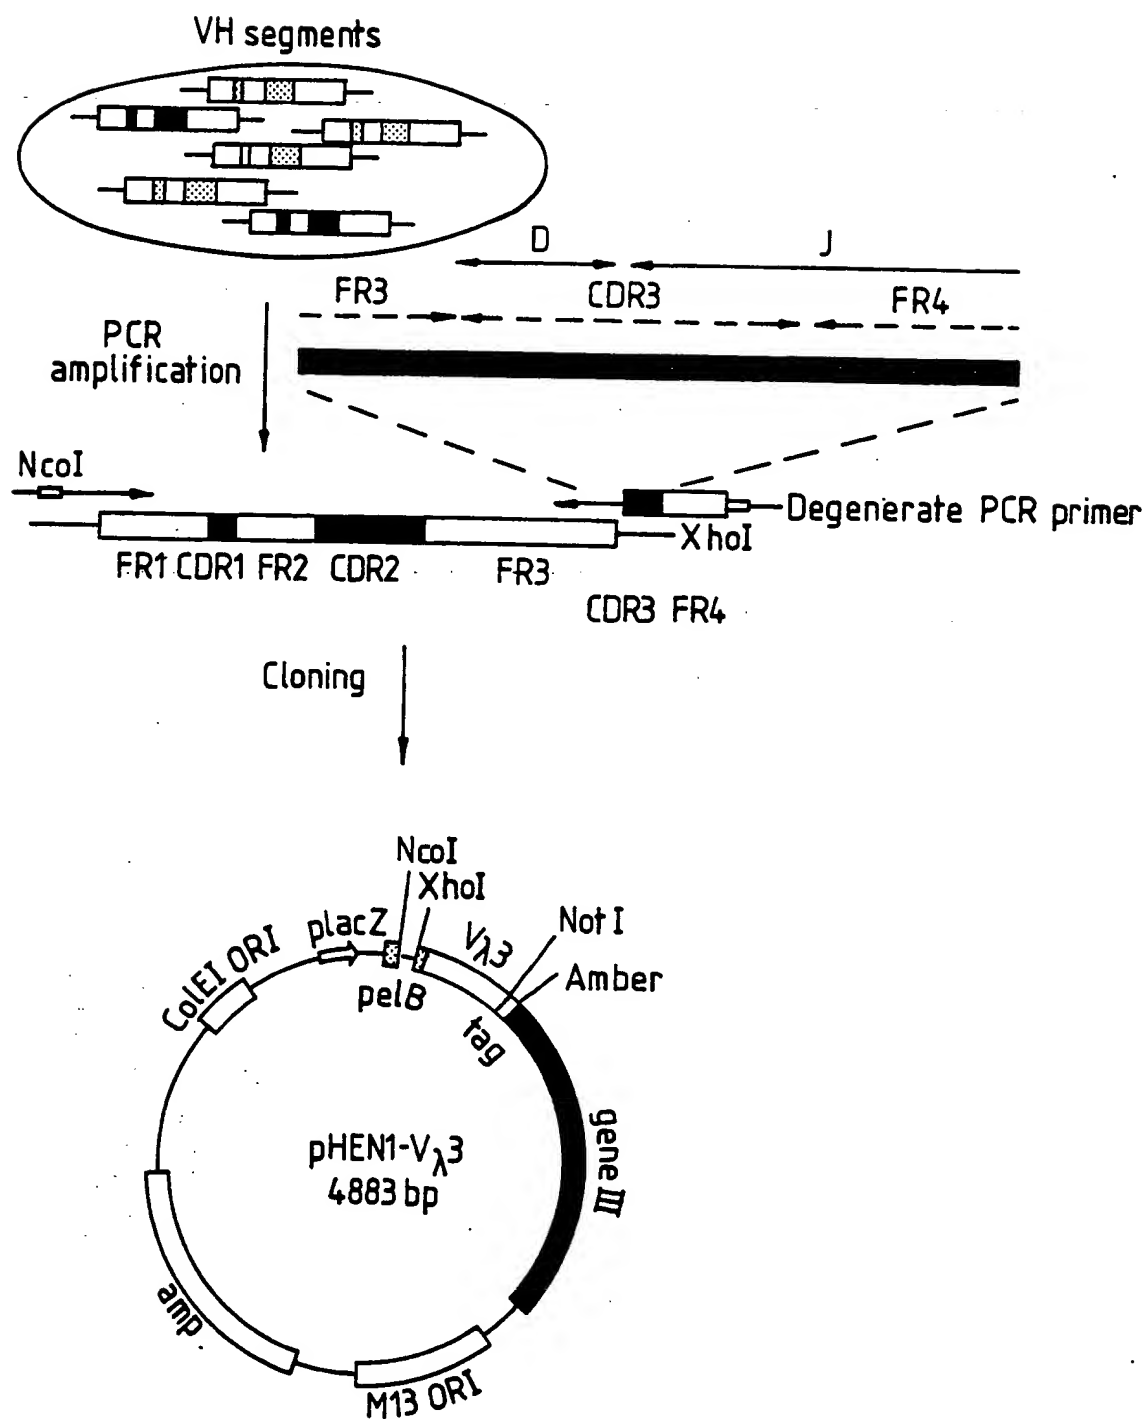 VH segments
D
J
FR3
CDR3
FR4
PCR
amplification
NcoI
Degenerate PCR primer
XhoI
FR1 CDR1 FR2 CDR2 FR3
CDR3 FR4
Cloning
NcoI
XhoI
placZ
Vλ3
Not I
Amber
ColEI ORI
pelB
tag
gene III
pHEN1-Vλ3
4883 bp
amp
M13 ORI